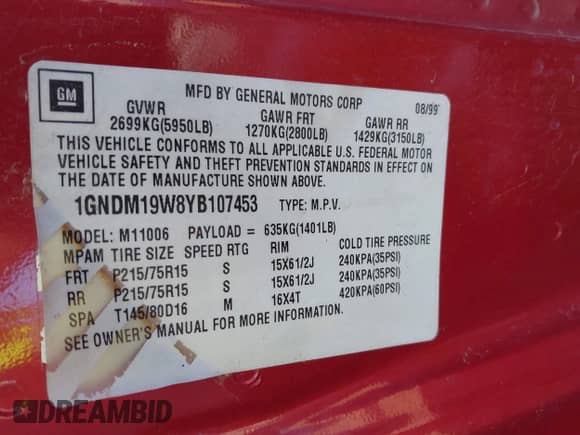 GM
MFD BY GENERAL MOTORS CORP 08/99
GVWR GAWR FRT GAWR RR
2699KG(5950LB) 1270KG(2800LB) 1429KG(3150LB)
THIS VEHICLE CONFORMS TO ALL APPLICABLE U.S. FEDERAL MOTOR
VEHICLE SAFETY AND THEFT PREVENTION STANDARDS IN EFFECT ON
THE DATE OF MANUFACTURE SHOWN ABOVE.
1GNDM19W8YB107453 TYPE: M.P.V.
MODEL: M11006 PAYLOAD = 635KG(1401LB)
MPAM TIRE SIZE SPEED RTG RIM COLD TIRE PRESSURE
FRT P215/75R15 S 15X61/2J 240KPA(35PSI)
RR P215/75R15 S 15X61/2J 240KPA(35PSI)
SPA T145/80D16 M 16X4T 420KPA(60PSI)
SEE OWNER'S MANUAL FOR MORE INFORMATION.
DREAMBID